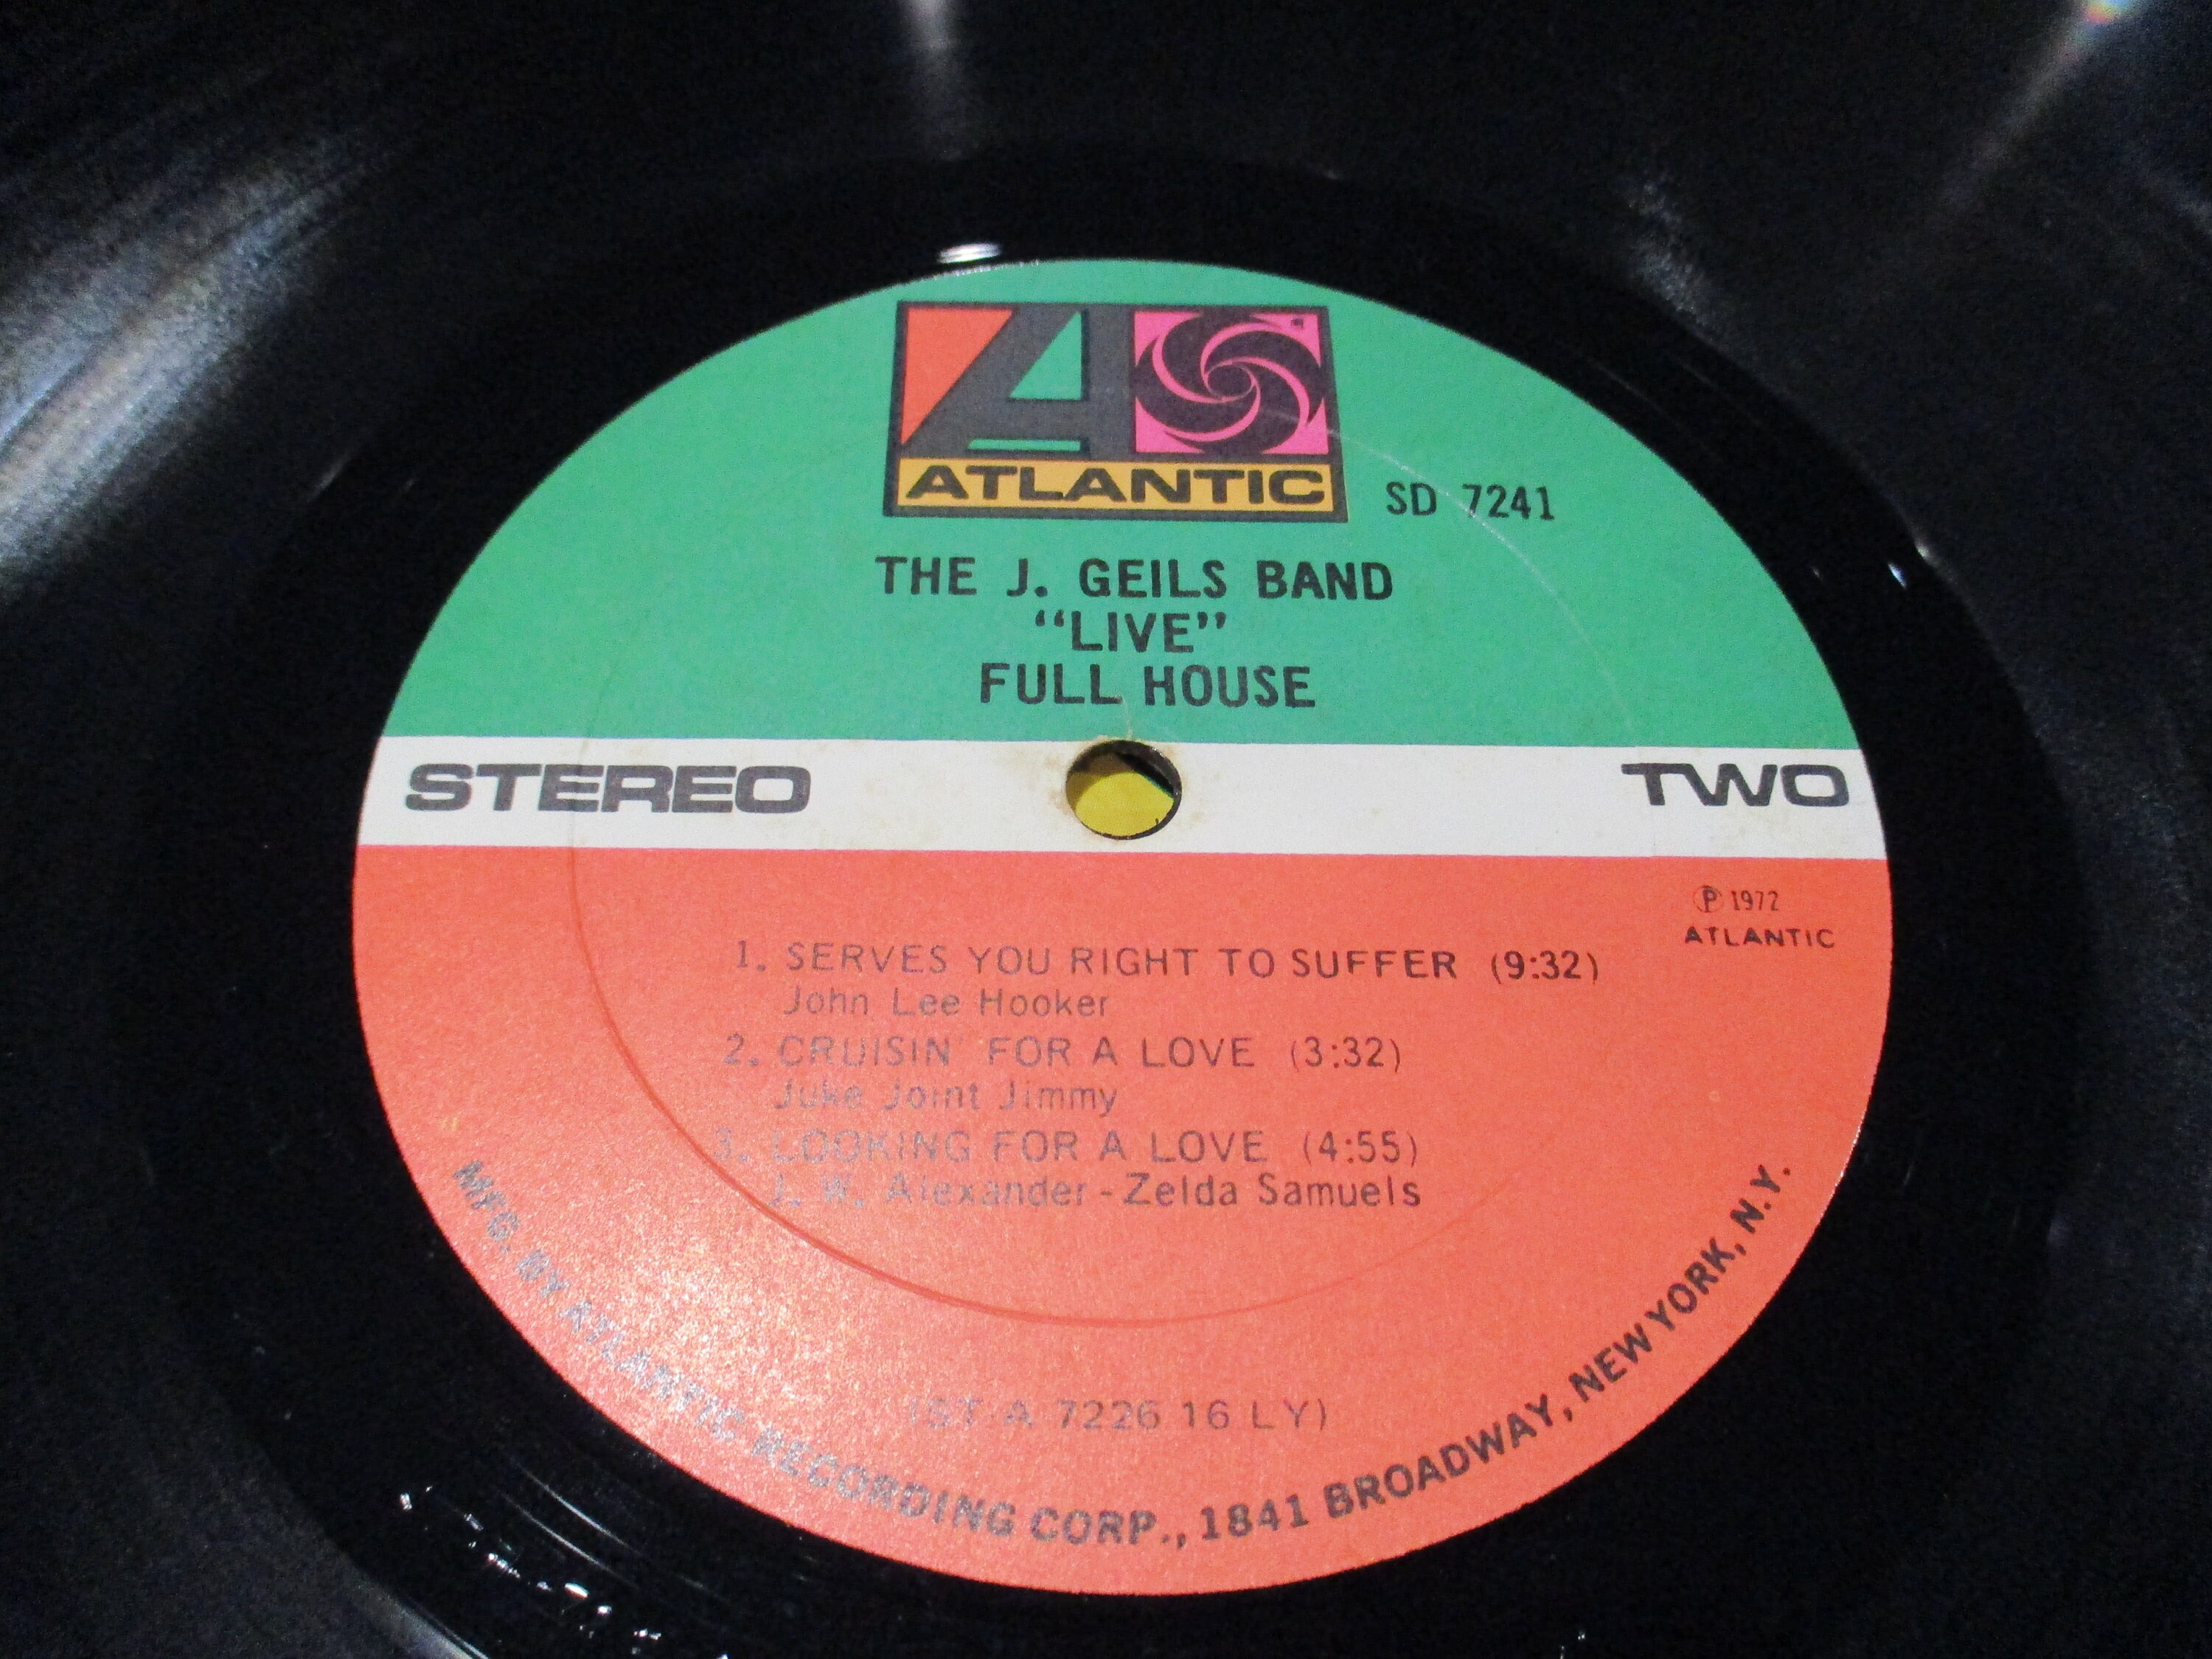 ATLANTIC
SD 7241
THE J. GEILS BAND
“LIVE”
FULL HOUSE
STEREO
TWO
Ⓟ 1972
ATLANTIC
1. SERVES YOU RIGHT TO SUFFER (9:32)
John Lee Hooker
2. CRUISIN' FOR A LOVE (3:32)
Juke Joint Jimmy
3. LOOKING FOR A LOVE (4:55)
J. W. Alexander-Zelda Samuels
(ST A 7226 16 LY)
MFG. BY ATLANTIC RECORDING CORP., 1841 BROADWAY, NEW YORK, N.Y.